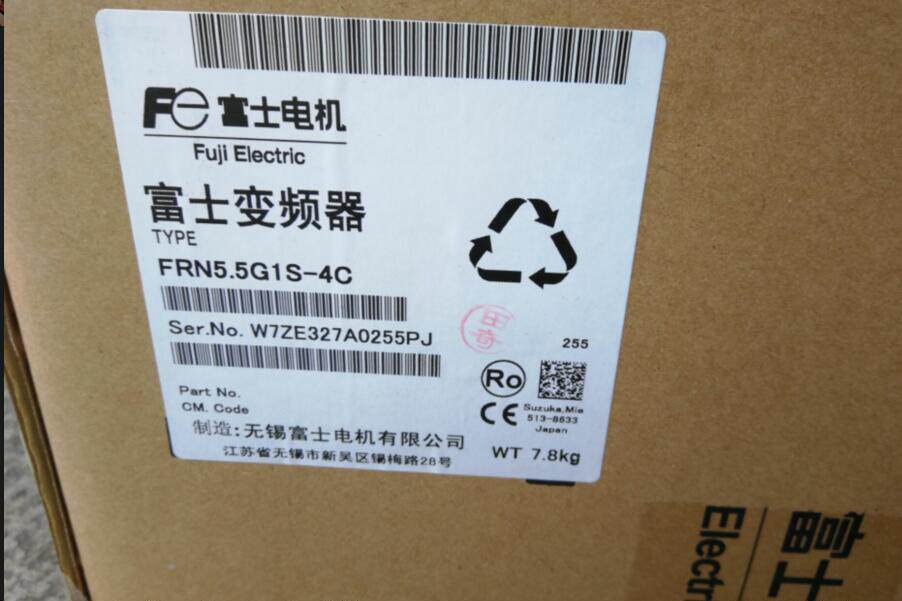 Fe 富士电机
Fuji Electric
富士变频器
TYPE
FRN5.5G1S-4C
Ser.No. W7ZE327A0255PJ
255
Ro
Part No.
CM. Code
CE
Suzuka,Mie
513-8633
Japan
制造:无锡富士电机有限公司
江苏省无锡市新吴区锡梅路28号
WT 7.8kg
富士
Electr